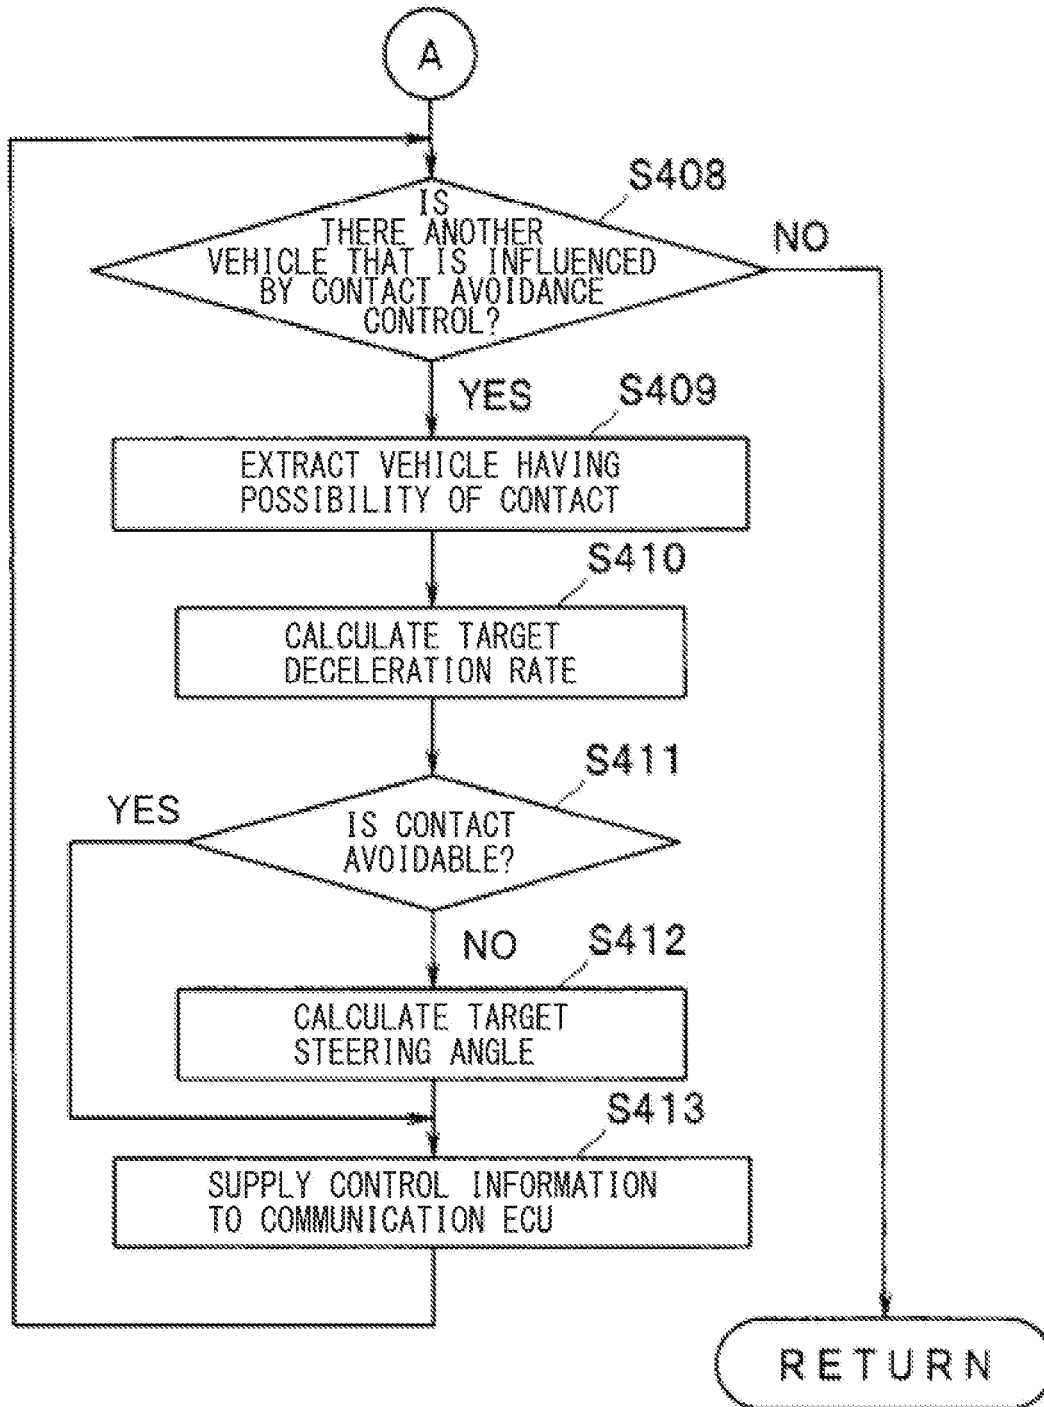 A
S408
IS
THERE ANOTHER
VEHICLE THAT IS INFLUENCED
BY CONTACT AVOIDANCE
CONTROL?
NO
YES
S409
EXTRACT VEHICLE HAVING
POSSIBILITY OF CONTACT
S410
CALCULATE TARGET
DECELERATION RATE
S411
YES
IS CONTACT
AVOIDABLE?
NO
S412
CALCULATE TARGET
STEERING ANGLE
S413
SUPPLY CONTROL INFORMATION
TO COMMUNICATION ECU
RETURN